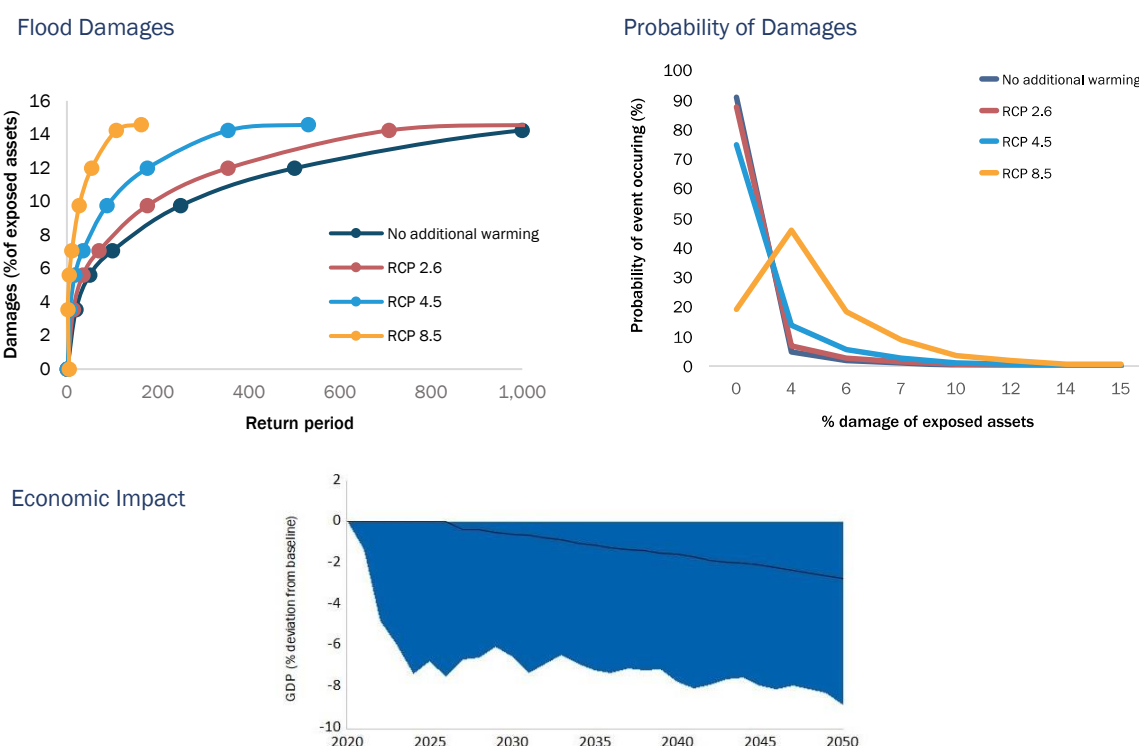 Flood Damages
Damages (%of exposed assets)
16
14
12
10
8
6
4
2
0
0 200 400 600 800 1,000
Return period
No additional warming
RCP 2.6
RCP 4.5
RCP 8.5
Probability of Damages
Probability of event occuring (%)
100
90
80
70
60
50
40
30
20
10
0
0 4 6 7 10 12 14 15
% damage of exposed assets
No additional warming
RCP 2.6
RCP 4.5
RCP 8.5
Economic Impact
GDP (% deviation from baseline)
2
0
-2
-4
-6
-8
-10
2020 2025 2030 2035 2040 2045 2050